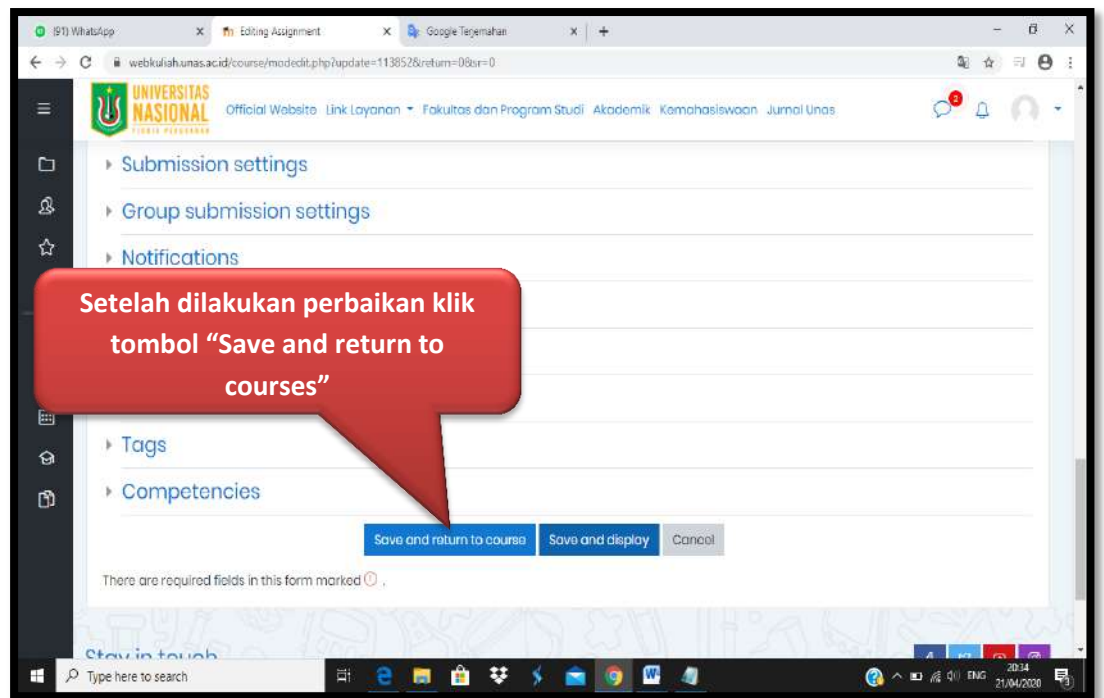 (91) WhatsApp
Editing Assignment
Google Terjemahan
webkuliah.unas.ac.id/course/modedit.php?update=113852&return=0&sr=0
UNIVERSITAS
NASIONAL
Official Website Link Layanan Fakultas dan Program Studi Akademik Kemahasiswaan Jurnal Unas
2
Submission settings
Group submission settings
Notifications
Setelah dilakukan perbaikan klik
tombol “Save and return to
courses”
Tags
Competencies
Save and return to course Save and display Cancel
There are required fields in this form marked .
Stay in touch
Type here to search
ENG
20:34
21/04/2020